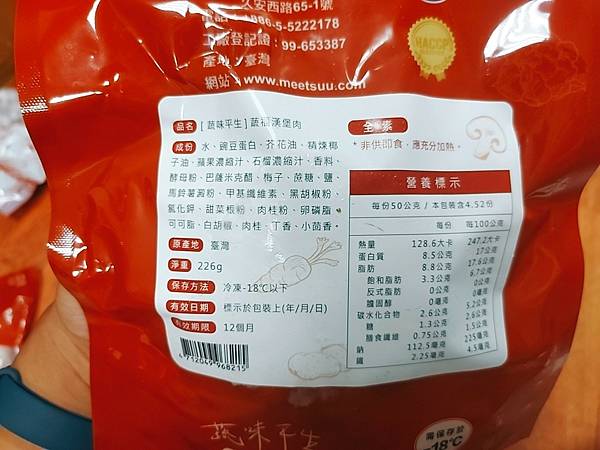 久安西路65-1號
電話：+886-5-5222178
工廠登記證：99-653387
產地：臺灣
網站：www.meetsuu.com
HACCP
品名 [蔬味平生]蔬福漢堡肉
成份 水、豌豆蛋白、芥花油、精煉椰
子油、蘋果濃縮汁、石榴濃縮汁、香料、
酵母粉、巴薩米克醋、梅子、蔗糖、鹽、
馬鈴薯澱粉、甲基纖維素、黑胡椒粉、
氯化鉀、甜菜根粉、肉桂粉、卵磷脂、
可可脂、白胡椒、肉桂、丁香、小茴香。
原產地 臺灣
淨重 226g
保存方法 冷凍-18℃以下
有效日期 標示於包裝上(年/月/日)
有效期限 12個月
4712049968215
全素
*非供即食，應充分加熱。
營養標示
每份50公克/本包裝含4.52份
每份 每100公克
熱量 128.6大卡 247.2大卡
蛋白質 8.5公克 17公克
脂肪 8.8公克 17.6公克
飽和脂肪 3.3公克 6.7公克
反式脂肪 0公克 0公克
膽固醇 0毫克 0毫克
碳水化合物 2.6公克 5.2公克
糖 1.3公克 2.6公克
膳食纖維 0.75公克 1.5公克
鈉 112.5毫克 225毫克
鐵 2.25毫克 4.5毫克
蔬味平生
需保存於
-18℃